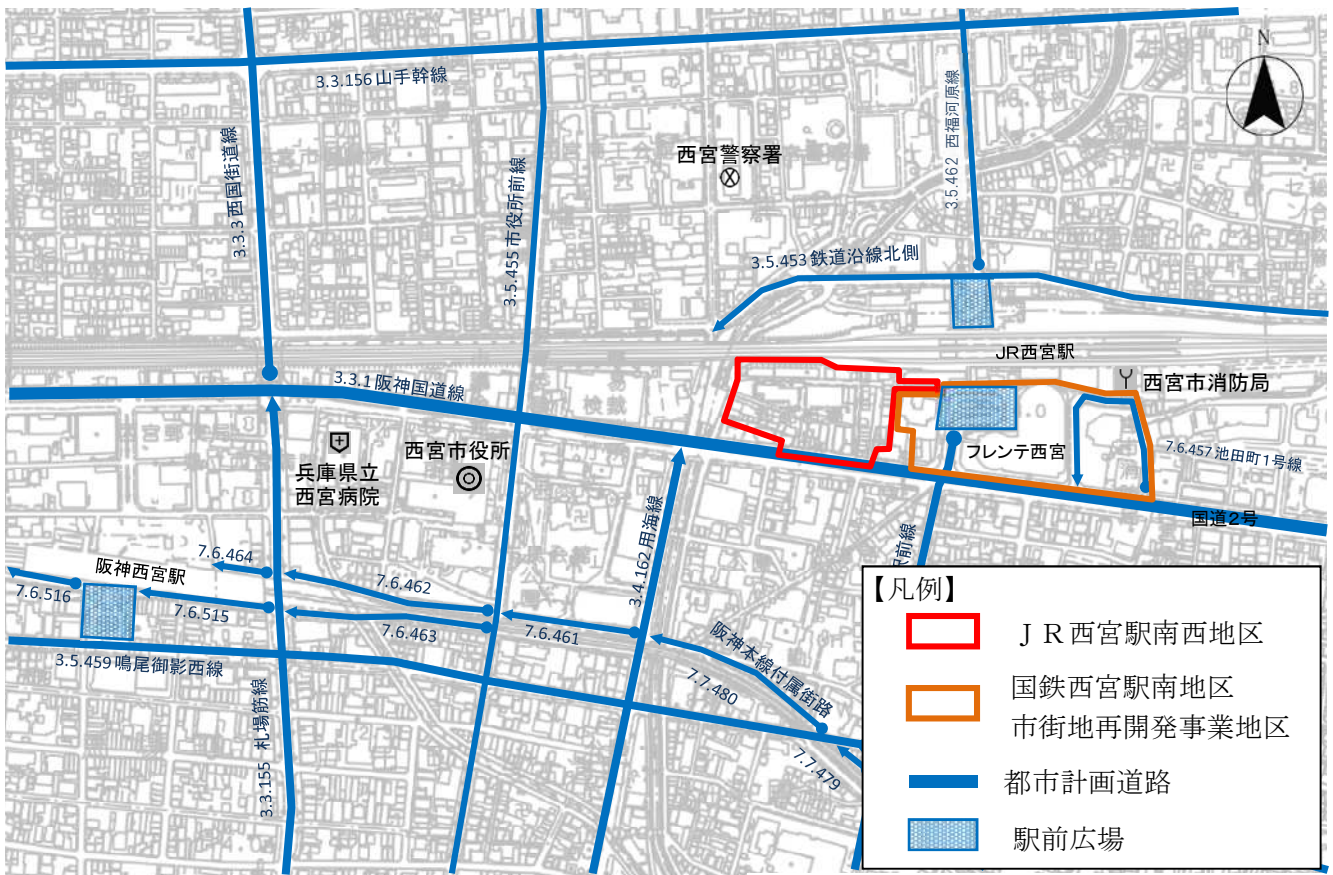 N
3.3.156 山手幹線
3.3.3 西国街道線
3.5.455 市役所前線
西宮警察署
3.5.462 西福河原線
3.5.453 鉄道沿線北側
JR西宮駅
西宮市消防局
3.3.1 阪神国道線
兵庫県立
西宮病院
西宮市役所
フレンテ西宮
7.6.457 池田町1号線
国道2号
3.4.162 用海線
駅前線
阪神西宮駅
7.6.464
7.6.462
7.6.516
7.6.515
7.6.463
7.6.461
阪神本線付属街路
7.7.480
7.7.479
3.5.459 鳴尾御影西線
3.3.155 札場筋線
【凡例】
ＪＲ西宮駅南西地区
国鉄西宮駅南地区
市街地再開発事業地区
都市計画道路
駅前広場